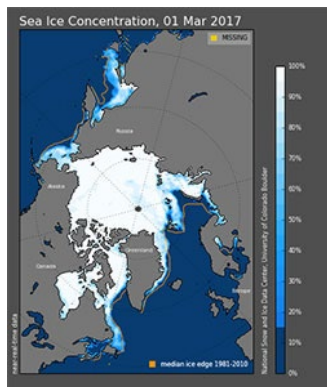 Sea Ice Concentration, 01 Mar 2017
MISSING
100%
90%
80%
70%
60%
50%
40%
30%
20%
10%
0%
Russia
Alaska
Greenland
Canada
Europe
median ice edge 1981-2010
near-real-time data
National Snow and Ice Data Center, University of Colorado Boulder